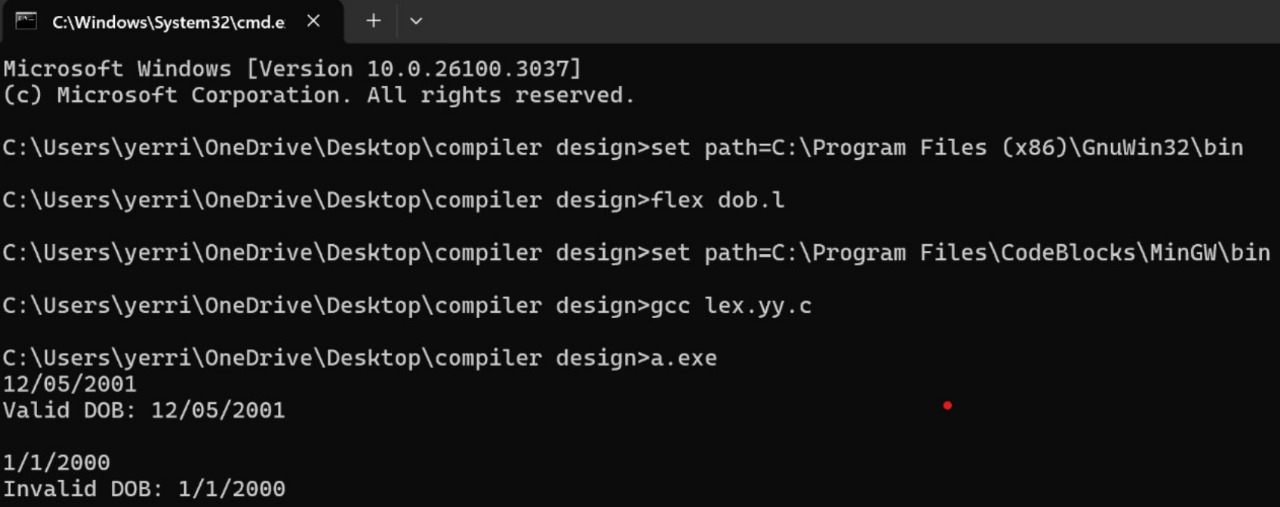 C:\Windows\System32\cmd.e
Microsoft Windows [Version 10.0.26100.3037]
(c) Microsoft Corporation. All rights reserved.
C:\Users\yerri\OneDrive\Desktop\compiler design>set path=C:\Program Files (x86)\GnuWin32\bin
C:\Users\yerri\OneDrive\Desktop\compiler design>flex dob.l
C:\Users\yerri\OneDrive\Desktop\compiler design>set path=C:\Program Files\CodeBlocks\MinGW\bin
C:\Users\yerri\OneDrive\Desktop\compiler design>gcc lex.yy.c
C:\Users\yerri\OneDrive\Desktop\compiler design>a.exe
12/05/2001
Valid DOB: 12/05/2001
1/1/2000
Invalid DOB: 1/1/2000